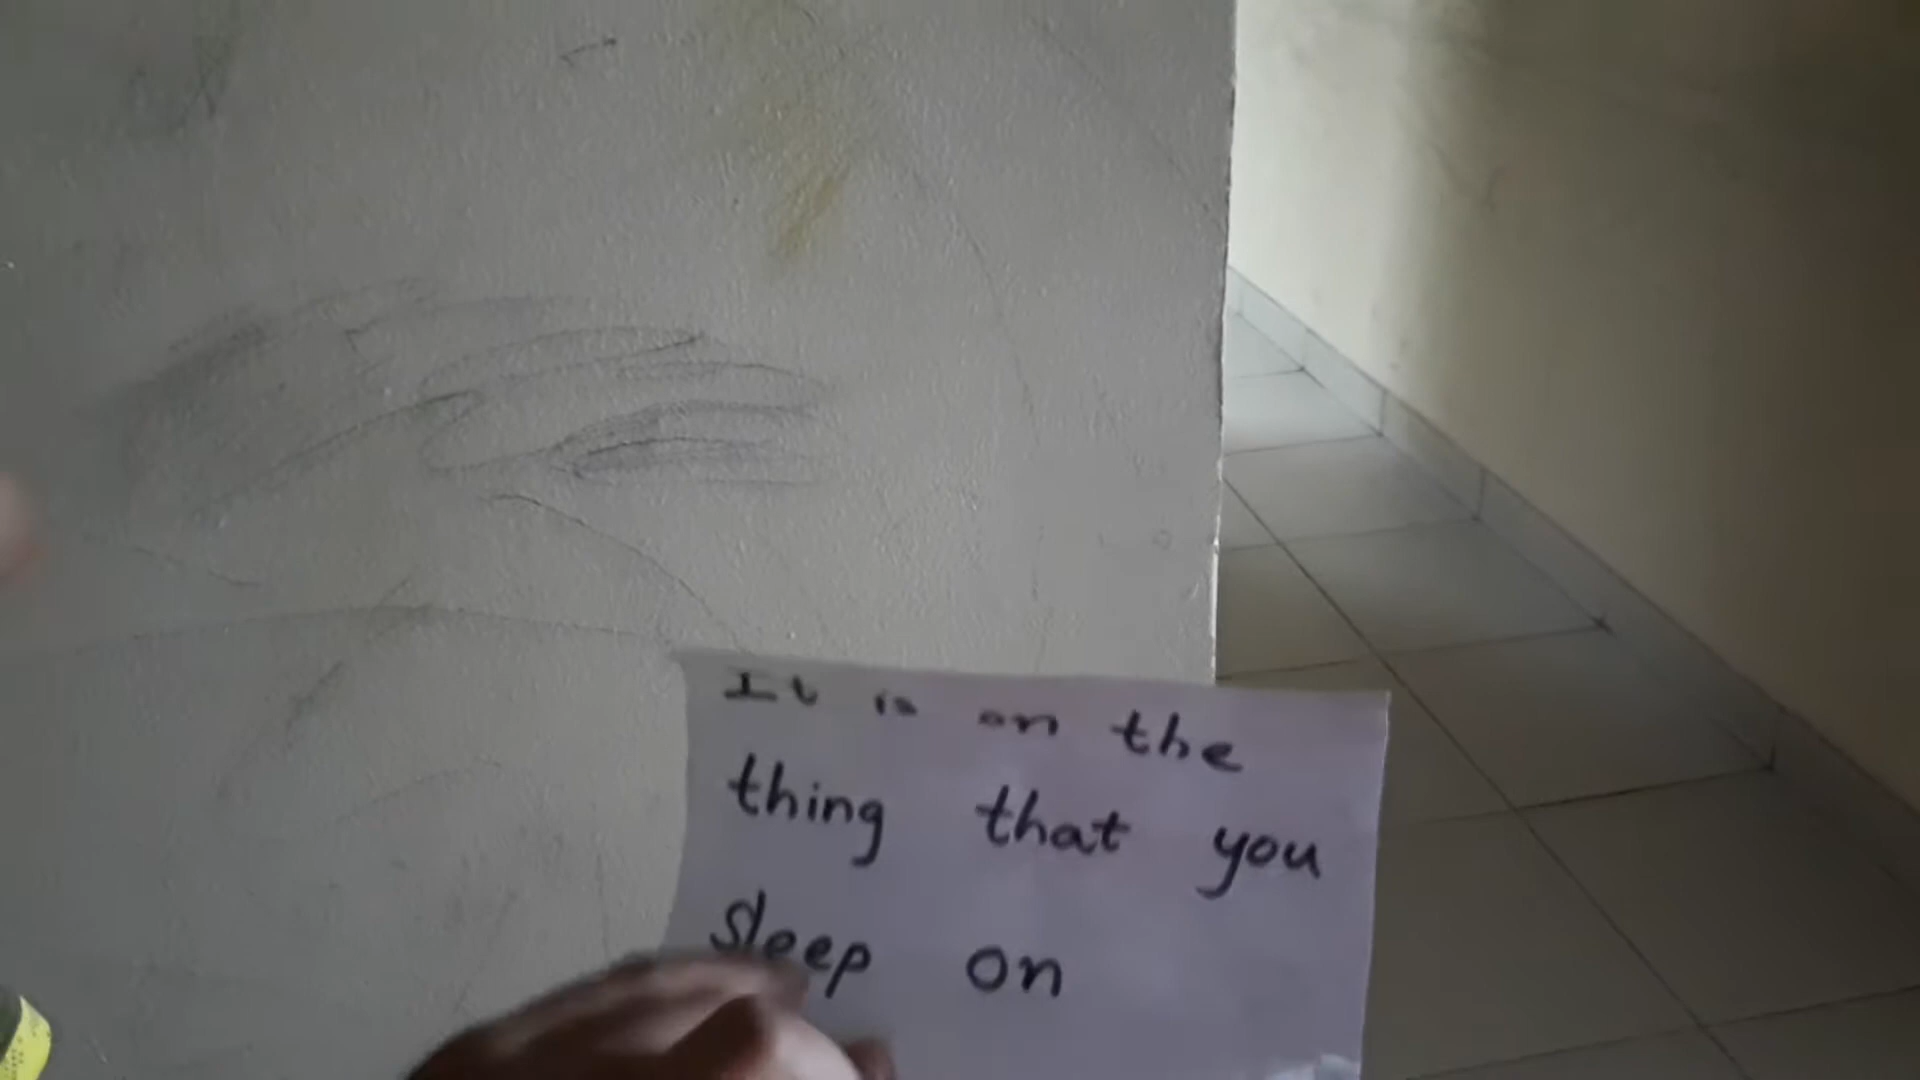 It is on the
thing that you
sleep on